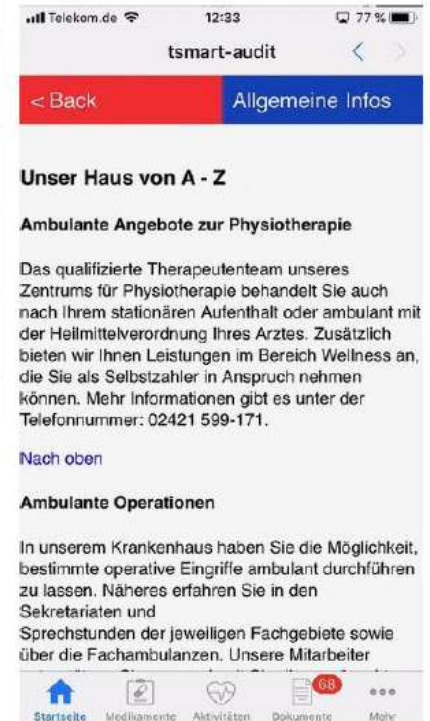 Telekom.de 12:33 77 %
tsmart-audit
< Back Allgemeine Infos
Unser Haus von A - Z
Ambulante Angebote zur Physiotherapie
Das qualifizierte Therapeutenteam unseres
Zentrums für Physiotherapie behandelt Sie auch
nach Ihrem stationären Aufenthalt oder ambulant mit
der Heilmittelverordnung Ihres Arztes. Zusätzlich
bieten wir Ihnen Leistungen im Bereich Wellness an,
die Sie als Selbstzahler in Anspruch nehmen
können. Mehr Informationen gibt es unter der
Telefonnummer: 02421 599-171.
Nach oben
Ambulante Operationen
In unserem Krankenhaus haben Sie die Möglichkeit,
bestimmte operative Eingriffe ambulant durchführen
zu lassen. Näheres erfahren Sie in den
Sekretariaten und
Sprechstunden der jeweiligen Fachgebiete sowie
über die Fachambulanzen. Unsere Mitarbeiter
68
Startseite Medikamente Aktivitäten Dokumente Mehr